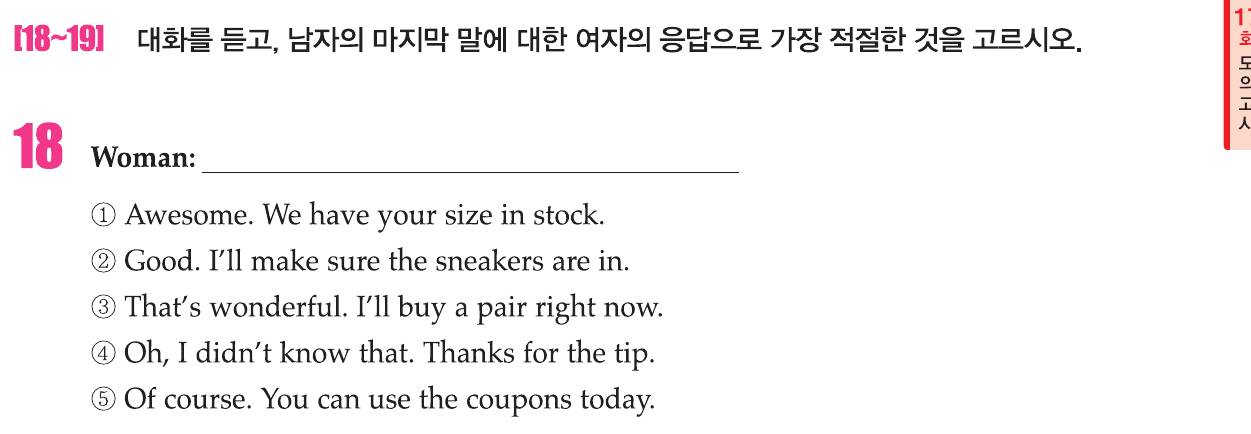 [18~19] 대화를 듣고, 남자의 마지막 말에 대한 여자의 응답으로 가장 적절한 것을 고르시오.
18 Woman:
① Awesome. We have your size in stock.
② Good. I'll make sure the sneakers are in.
③ That's wonderful. I'll buy a pair right now.
④ Oh, I didn't know that. Thanks for the tip.
⑤ Of course. You can use the coupons today.